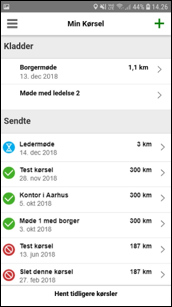 44% 14.26
Min Kørsel
Kladder
Borgermøde 1,1 km
13. dec 2018
Møde med ledelse 2
Sendte
Ledermøde 3 km
14. dec 2018
Test kørsel 300 km
26. nov 2018
Kontor i Aarhus 300 km
5. okt 2018
Møde 1 med borger 300 km
3. okt 2018
Test kørsel 187 km
13. jun 2018
Slet denne kørsel 187 km
27. feb 2018
Hent tidligere kørsler